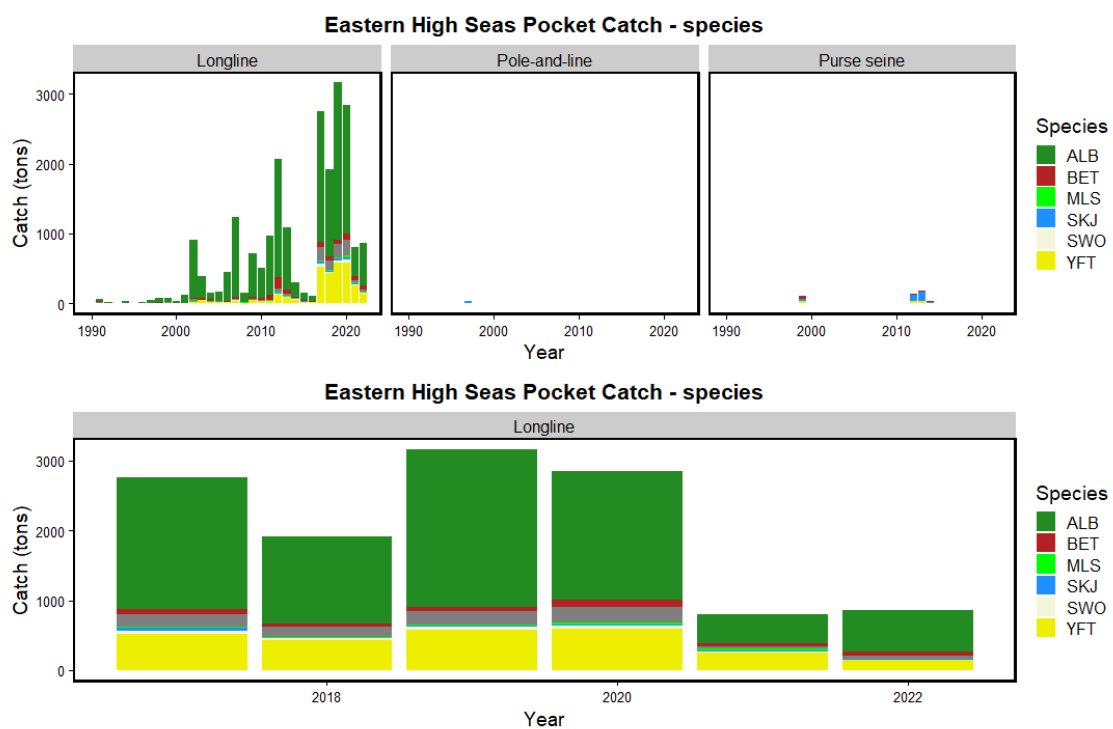 Eastern High Seas Pocket Catch - species
Longline
Pole-and-line
Purse seine
Catch (tons)
3000
2000
1000
0
1990
2000
2010
2020
1990
2000
2010
2020
1990
2000
2010
2020
Year
Species
ALB
BET
MLS
SKJ
SWO
YFT
Eastern High Seas Pocket Catch - species
Longline
Catch (tons)
3000
2000
1000
0
2018
2020
2022
Year
Species
ALB
BET
MLS
SKJ
SWO
YFT